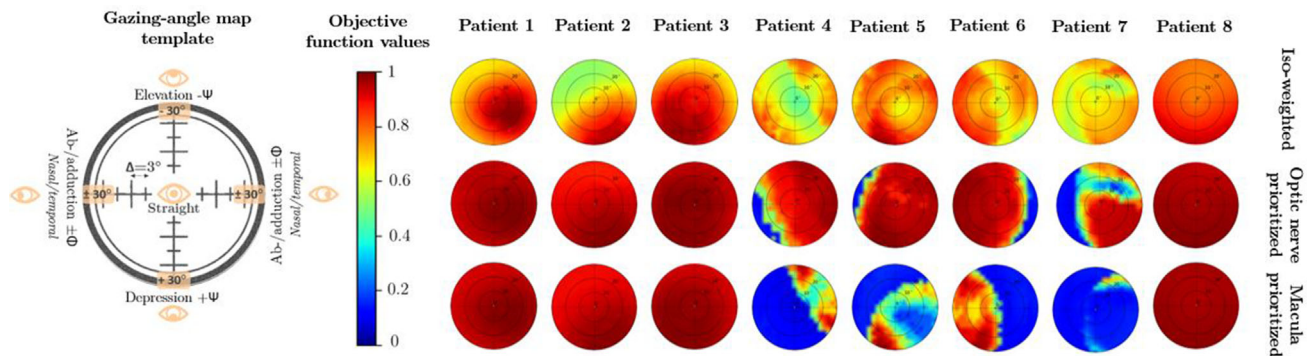 Gazing-angle map
template
Objective
function values
Patient 1
Patient 2
Patient 3
Patient 4
Patient 5
Patient 6
Patient 7
Patient 8
Elevation -Ψ
-30°
Ab-/adduction ±Φ
Nasal/temporal
Δ=3°
±30°
Straight
±30°
Ab-/adduction ±Φ
Nasal/temporal
+30°
Depression +Ψ
1
0.8
0.6
0.4
0.2
0
Iso-weighted
Optic nerve
prioritized
Macula
prioritized